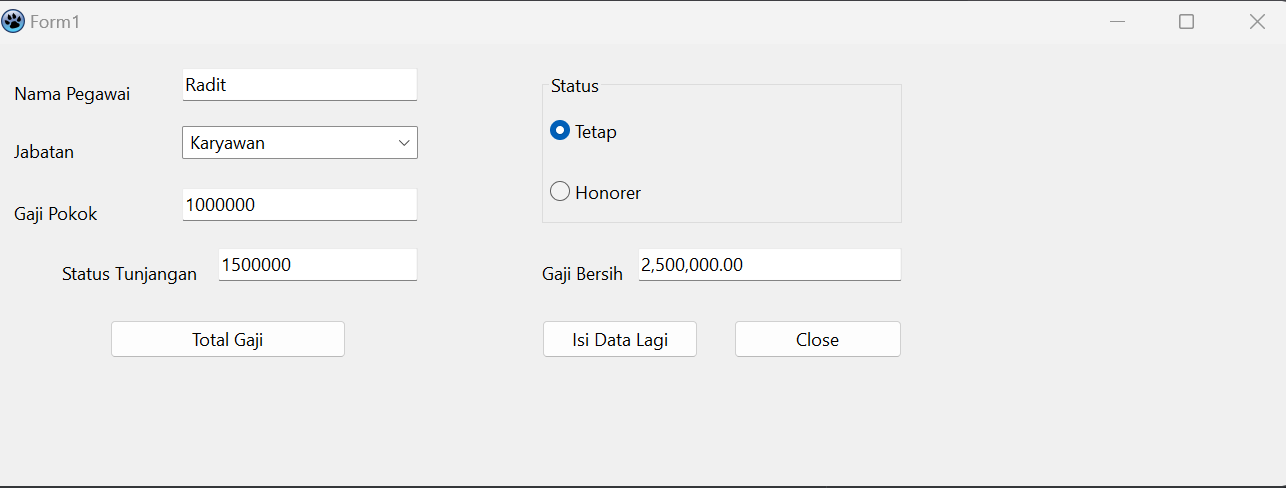 Form1
Nama Pegawai Radit
Jabatan Karyawan
Gaji Pokok 1000000
Status Tunjangan 1500000
Total Gaji
Status
Tetap
Honorer
Gaji Bersih 2,500,000.00
Isi Data Lagi Close